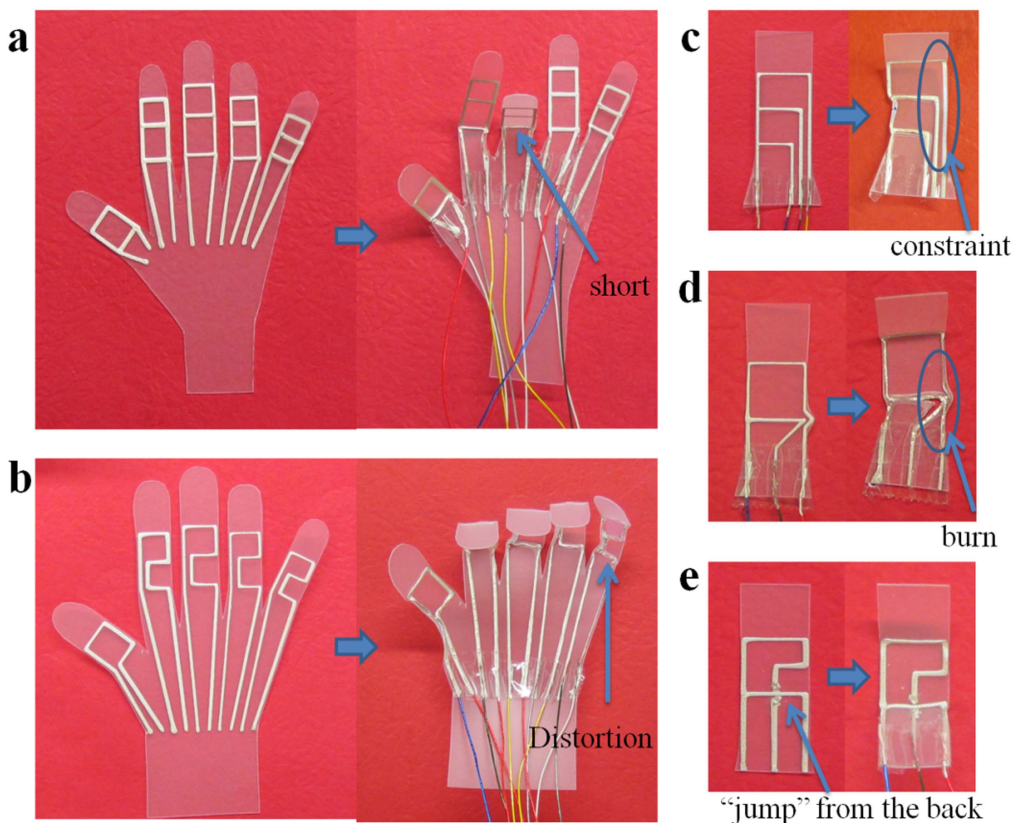 a
short
b
Distortion
c
constraint
d
burn
e
“jump” from the back